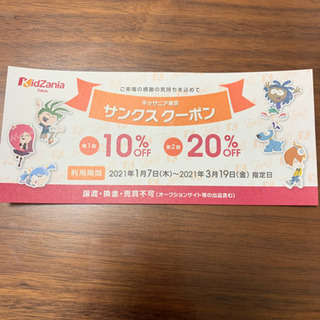 KidZania
Tokyo
ご来場の感謝の気持ちを込めて
キッザニア東京
サンクスクーポン
第1部 10%OFF 第2部 20%OFF
利用期間 2021年1月7日(木)〜2021年3月19日(金) 指定日
譲渡・換金・売買不可(オークションサイト等の出品含む)